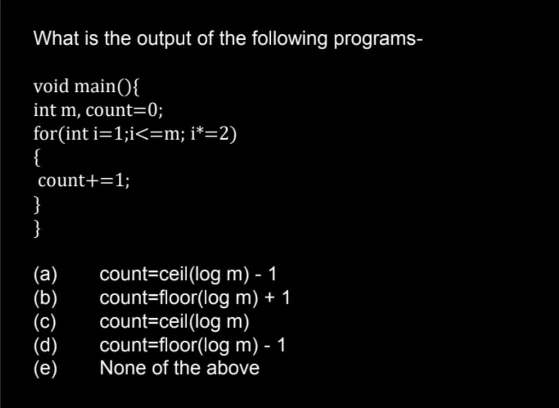 What is the output of the following programs-
void main(){
int m, count=0;
for(int i=1;i<=m; i*=2)
{
count+=1;
}
}
(a) count=ceil(log m) - 1
(b) count=floor(log m) + 1
(c) count=ceil(log m)
(d) count=floor(log m) - 1
(e) None of the above